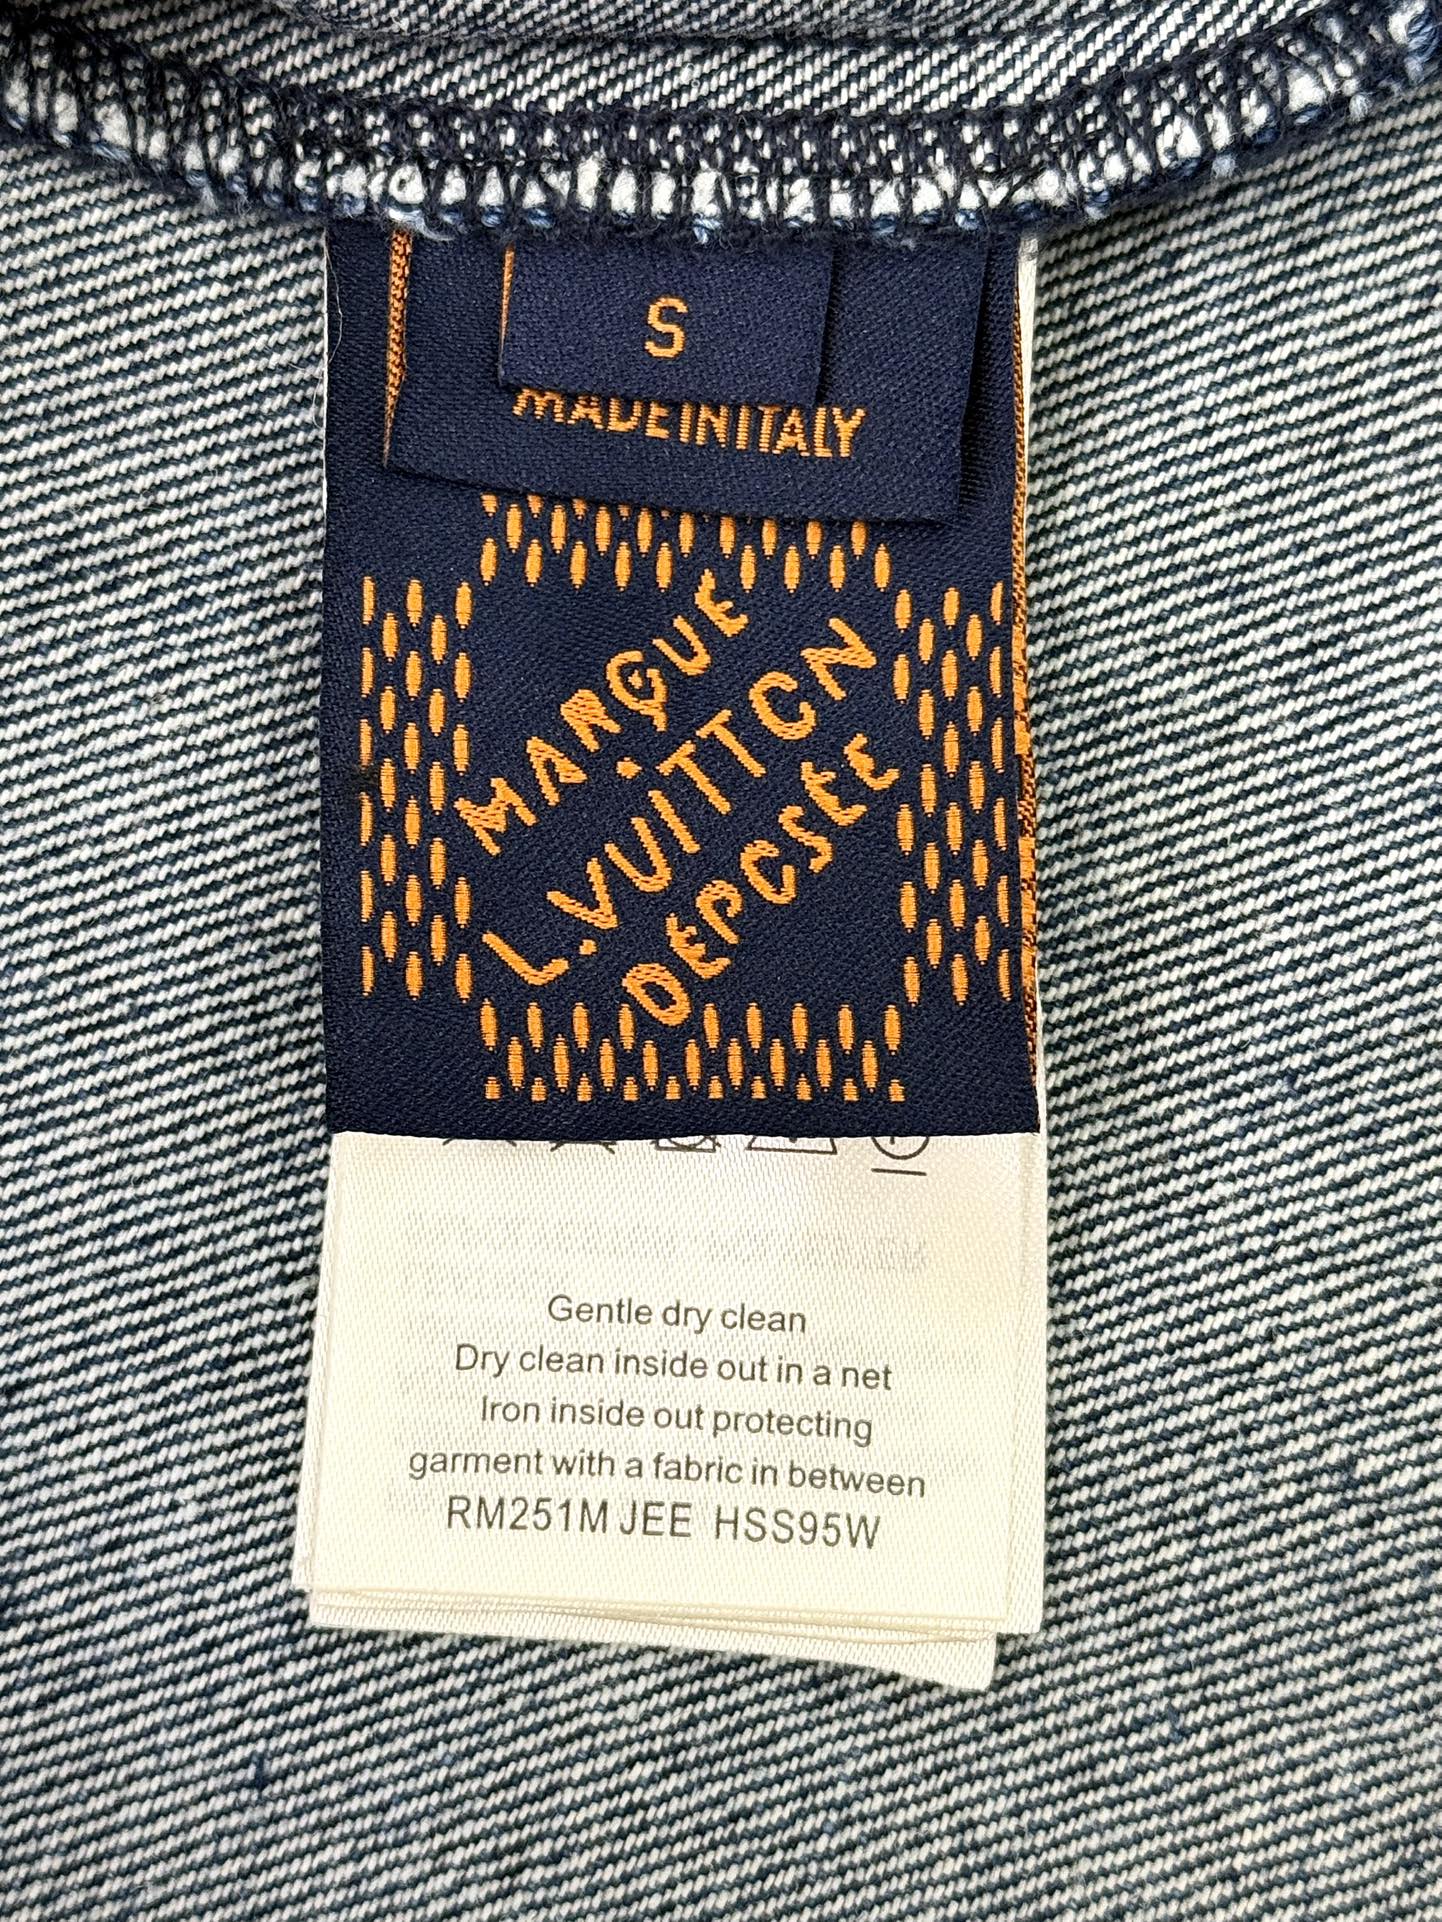 S
MADE IN ITALY
MARQUE
L.VUITTON
DEPOSÉE
Gentle dry clean
Dry clean inside out in a net
Iron inside out protecting
garment with a fabric in between
RM251M JEE HSS95W